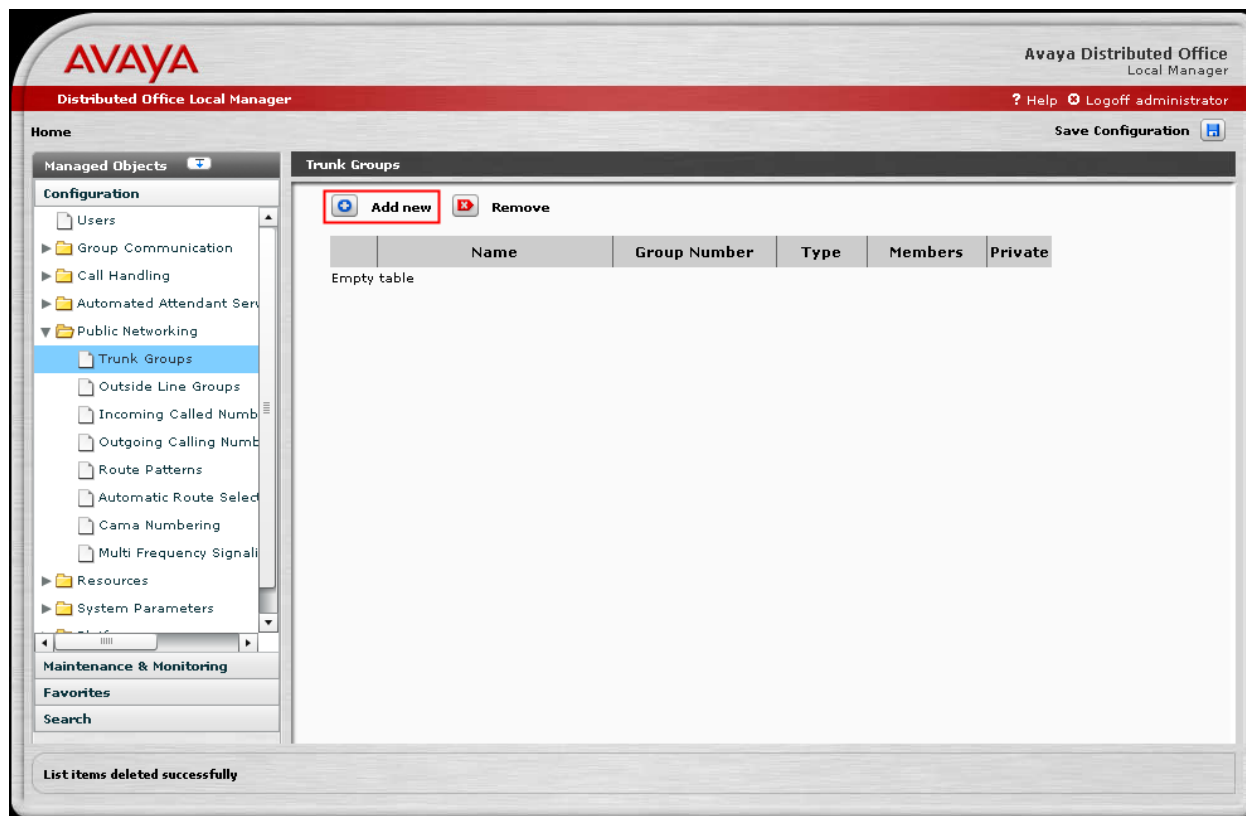 AVAYA
Avaya Distributed Office
Local Manager
Distributed Office Local Manager
? Help Logoff administrator
Home
Save Configuration
Managed Objects
Trunk Groups
Configuration
Users
Group Communication
Call Handling
Automated Attendant Serv
Public Networking
Trunk Groups
Outside Line Groups
Incoming Called Numb
Outgoing Calling Numb
Route Patterns
Automatic Route Select
Cama Numbering
Multi Frequency Signali
Resources
System Parameters
Maintenance & Monitoring
Favorites
Search
Add new Remove
Name Group Number Type Members Private
Empty table
List items deleted successfully